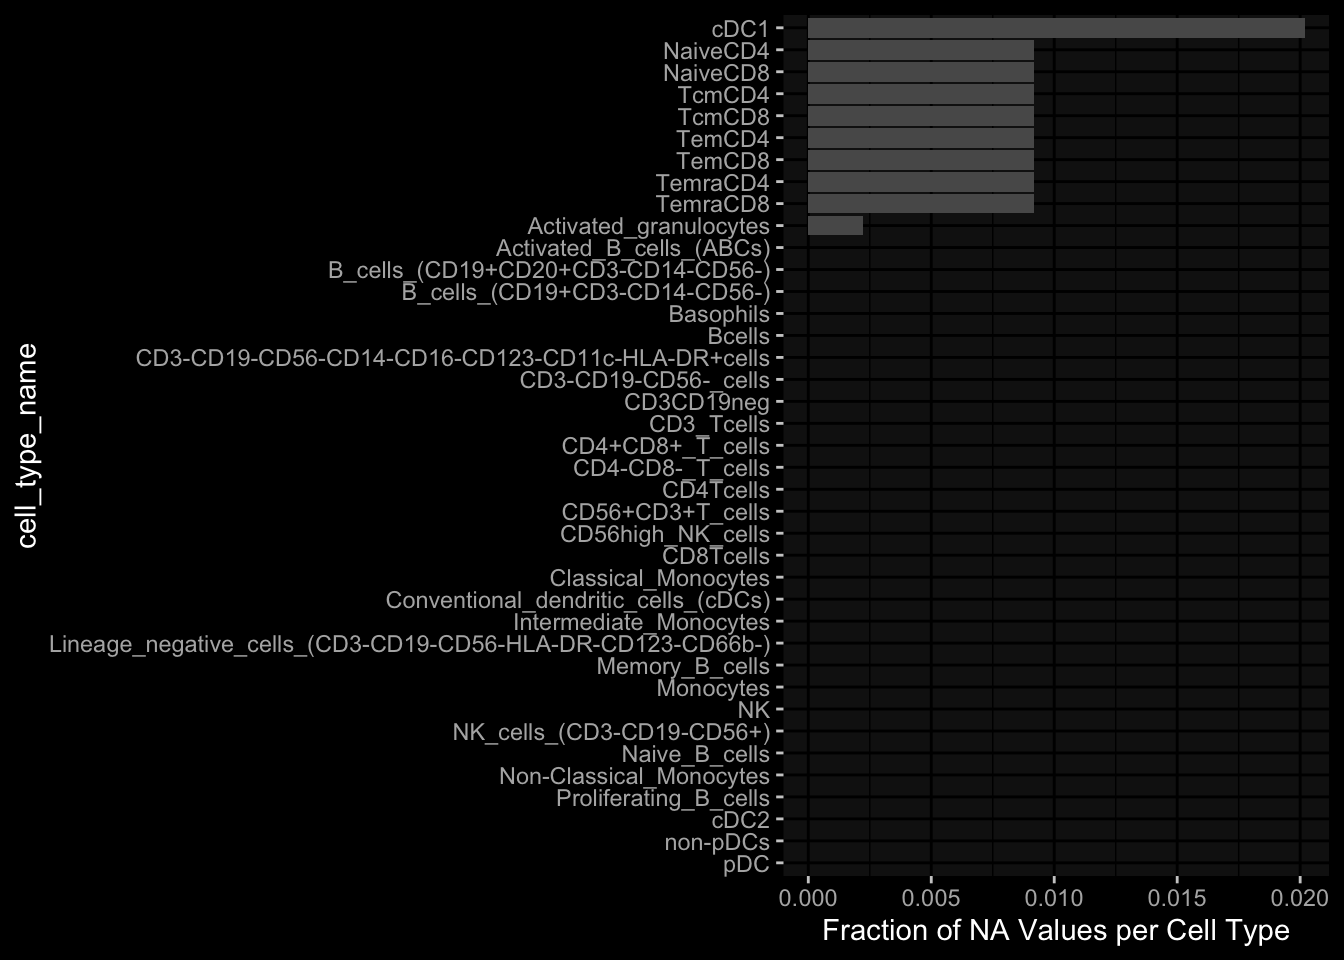 cDC1
NaiveCD4
NaiveCD8
TcmCD4
TcmCD8
TemCD4
TemCD8
TemraCD4
TemraCD8
Activated_granulocytes
Activated_B_cells_(ABCs)
B_cells_(CD19+CD20+CD3-CD14-CD56-)
B_cells_(CD19+CD3-CD14-CD56-)
Basophils
Bcells
CD3-CD19-CD56-CD14-CD16-CD123-CD11c-HLA-DR+cells
CD3-CD19-CD56-_cells
CD3CD19neg
CD3_Tcells
CD4+CD8+_T_cells
CD4-CD8-_T_cells
CD4Tcells
CD56+CD3+T_cells
CD56high_NK_cells
CD8Tcells
Classical_Monocytes
Conventional_dendritic_cells_(cDCs)
Intermediate_Monocytes
Lineage_negative_cells_(CD3-CD19-CD56-HLA-DR-CD123-CD66b-)
Memory_B_cells
Monocytes
NK
NK_cells_(CD3-CD19-CD56+)
Naive_B_cells
Non-Classical_Monocytes
Proliferating_B_cells
cDC2
non-pDCs
pDC
cell_type_name
0.000 0.005 0.010 0.015 0.020
Fraction of NA Values per Cell Type